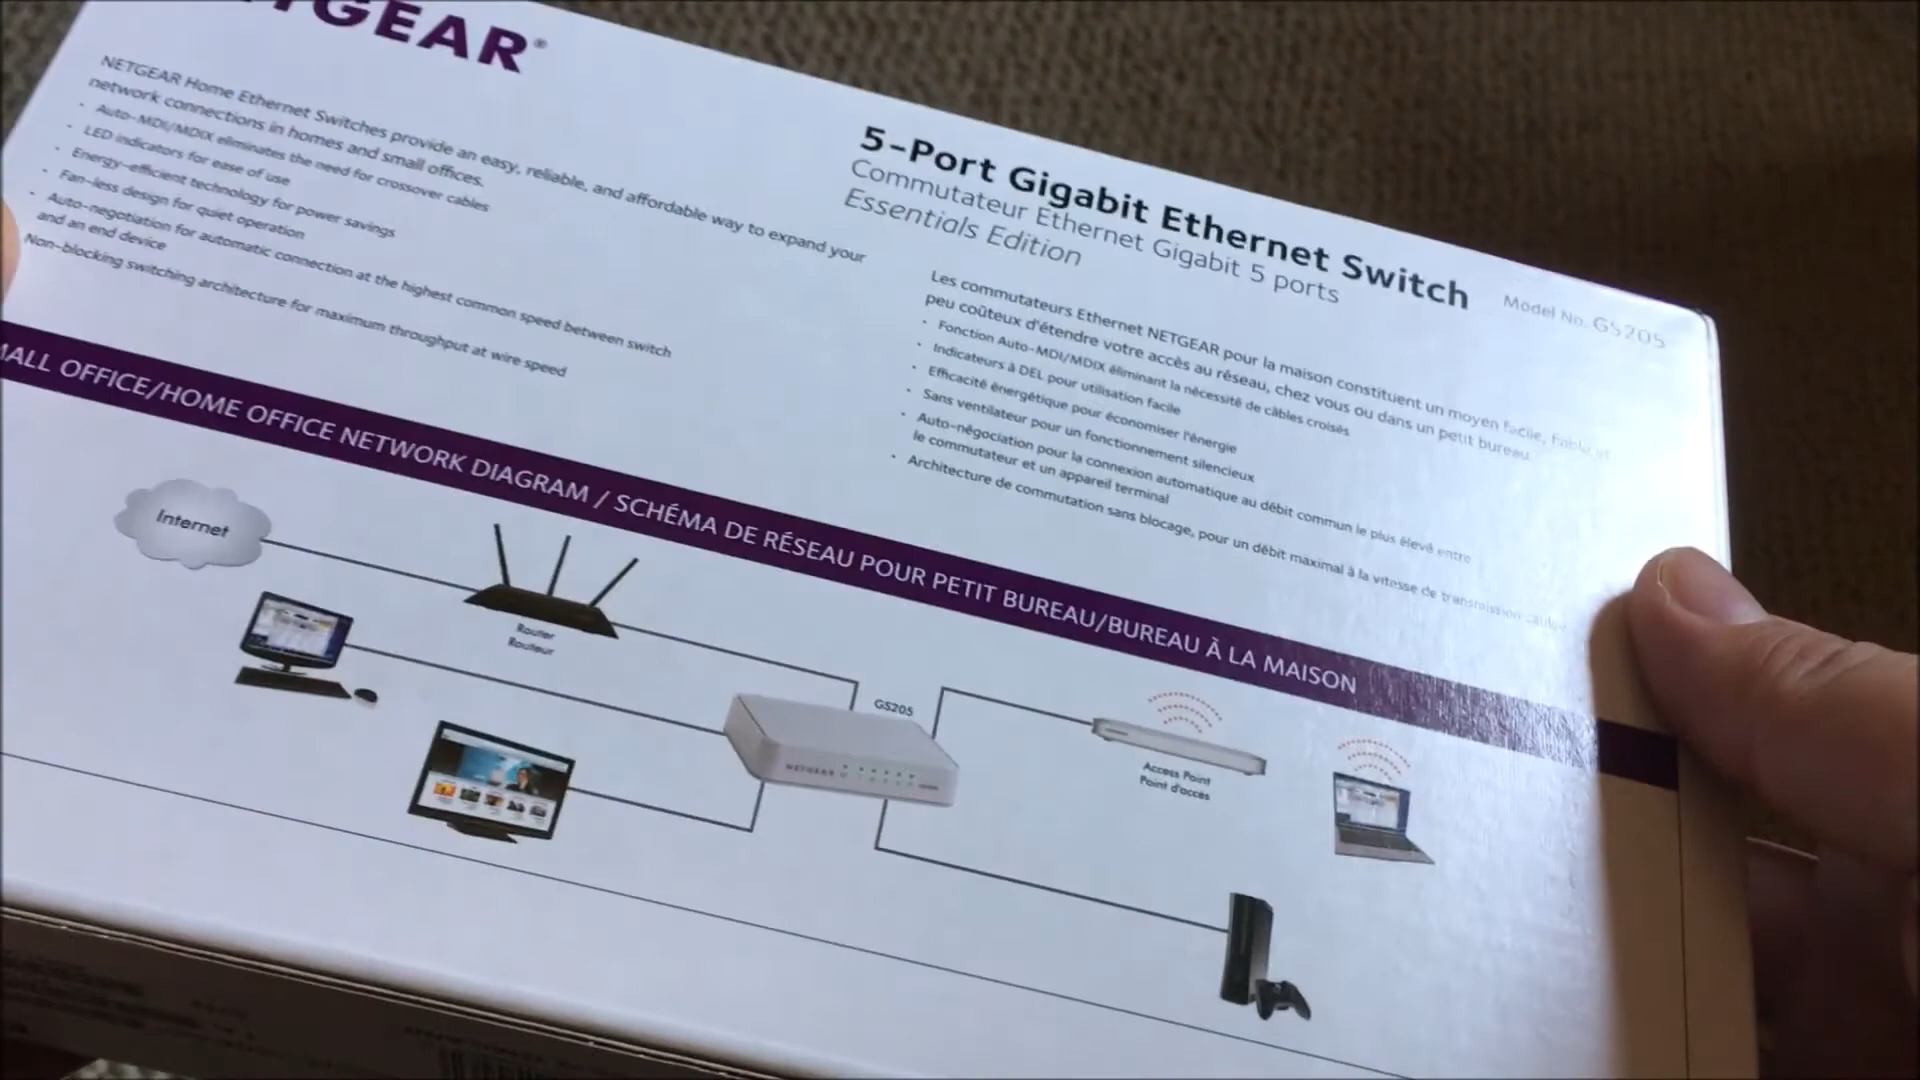 NETGEAR®
NETGEAR Home Ethernet Switches provide an easy, reliable, and affordable way to expand your
network connections in homes and small offices.
• Auto-MDI/MDIX eliminates the need for crossover cables
• LED indicators for ease of use
• Energy-efficient technology for power savings
• Fan-less design for quiet operation
• Auto-negotiation for automatic connection at the highest common speed between switch
and an end device
Non-blocking switching architecture for maximum throughput at wire speed
5-Port Gigabit Ethernet Switch
Commutateur Ethernet Gigabit 5 ports
Essentials Edition
Model No. GS205
Les commutateurs Ethernet NETGEAR pour la maison constituent un moyen facile, fiable et
peu coûteux d'étendre votre accès au réseau, chez vous ou dans un petit bureau.
• Fonction Auto-MDI/MDIX éliminant la nécessité de câbles croisés
• Indicateurs à DEL pour utilisation facile
• Efficacité énergétique pour économiser l'énergie
• Sans ventilateur pour un fonctionnement silencieux
• Auto-négociation pour la connexion automatique au débit commun le plus élevé entre
le commutateur et un appareil terminal
• Architecture de commutation sans blocage, pour un débit maximal à la vitesse de transmission
ALL OFFICE/HOME OFFICE NETWORK DIAGRAM / SCHÉMA DE RÉSEAU POUR PETIT BUREAU/BUREAU À LA MAISON
Internet
Router
Routeur
GS205
NETGEAR
Access Point
Point d'accès